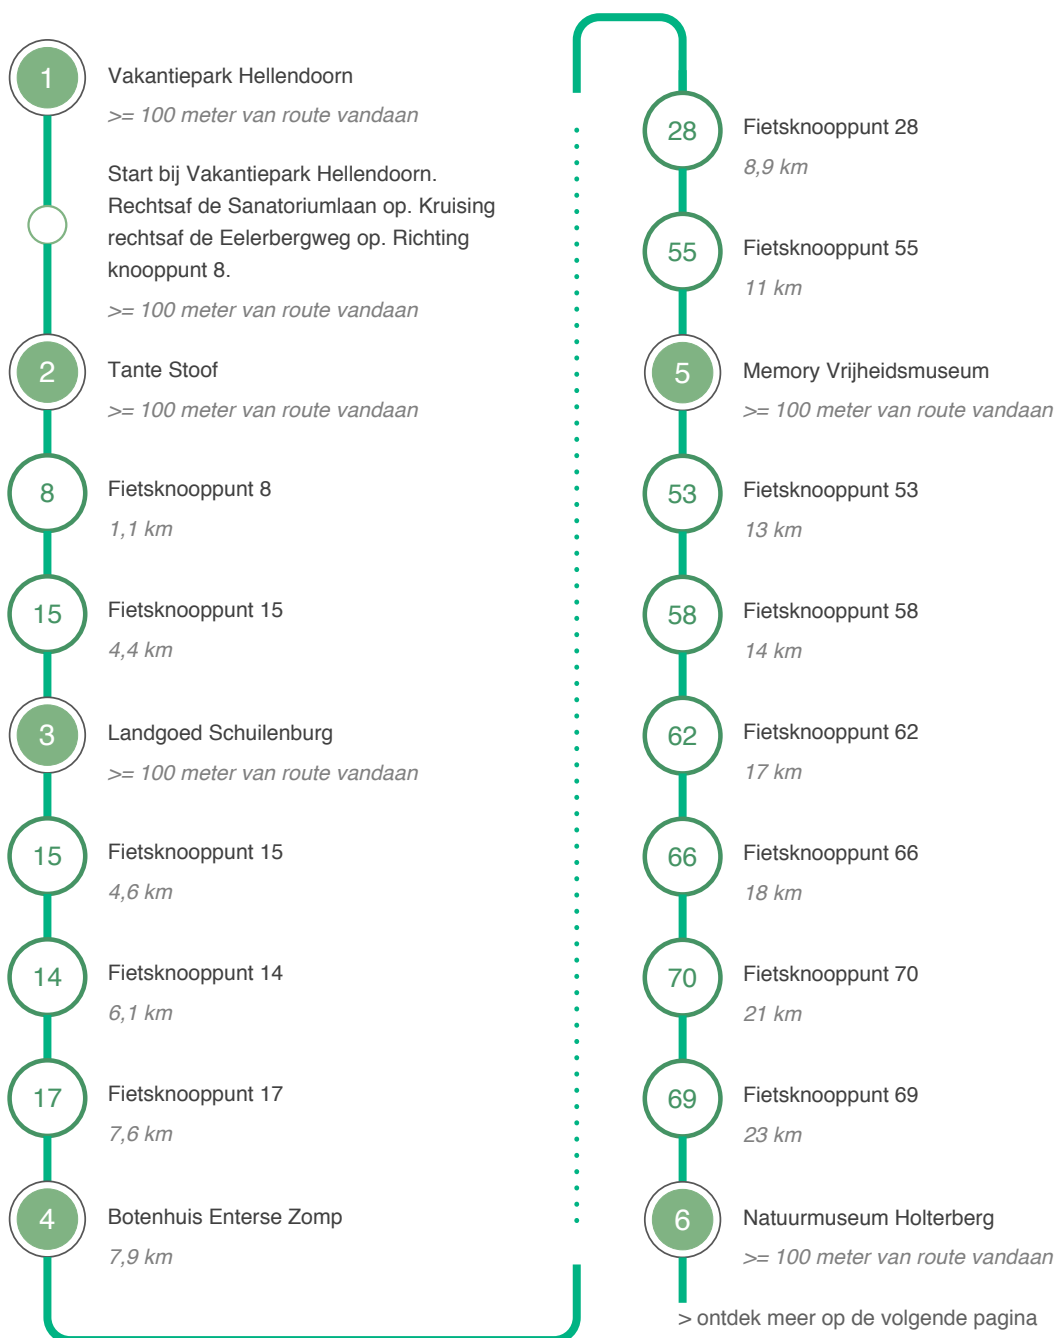 1
Vakantiepark Hellendoorn
>= 100 meter van route vandaan
Start bij Vakantiepark Hellendoorn.
Rechtsaf de Sanatoriumlaan op. Kruising
rechtsaf de Eelerbergweg op. Richting
knooppunt 8.
>= 100 meter van route vandaan
2
Tante Stoof
>= 100 meter van route vandaan
8
Fietsknooppunt 8
1,1 km
15
Fietsknooppunt 15
4,4 km
3
Landgoed Schuilenburg
>= 100 meter van route vandaan
15
Fietsknooppunt 15
4,6 km
14
Fietsknooppunt 14
6,1 km
17
Fietsknooppunt 17
7,6 km
4
Botenhuis Enterse Zomp
7,9 km
28
Fietsknooppunt 28
8,9 km
55
Fietsknooppunt 55
11 km
5
Memory Vrijheidsmuseum
>= 100 meter van route vandaan
53
Fietsknooppunt 53
13 km
58
Fietsknooppunt 58
14 km
62
Fietsknooppunt 62
17 km
66
Fietsknooppunt 66
18 km
70
Fietsknooppunt 70
21 km
69
Fietsknooppunt 69
23 km
6
Natuurmuseum Holterberg
>= 100 meter van route vandaan
> ontdek meer op de volgende pagina